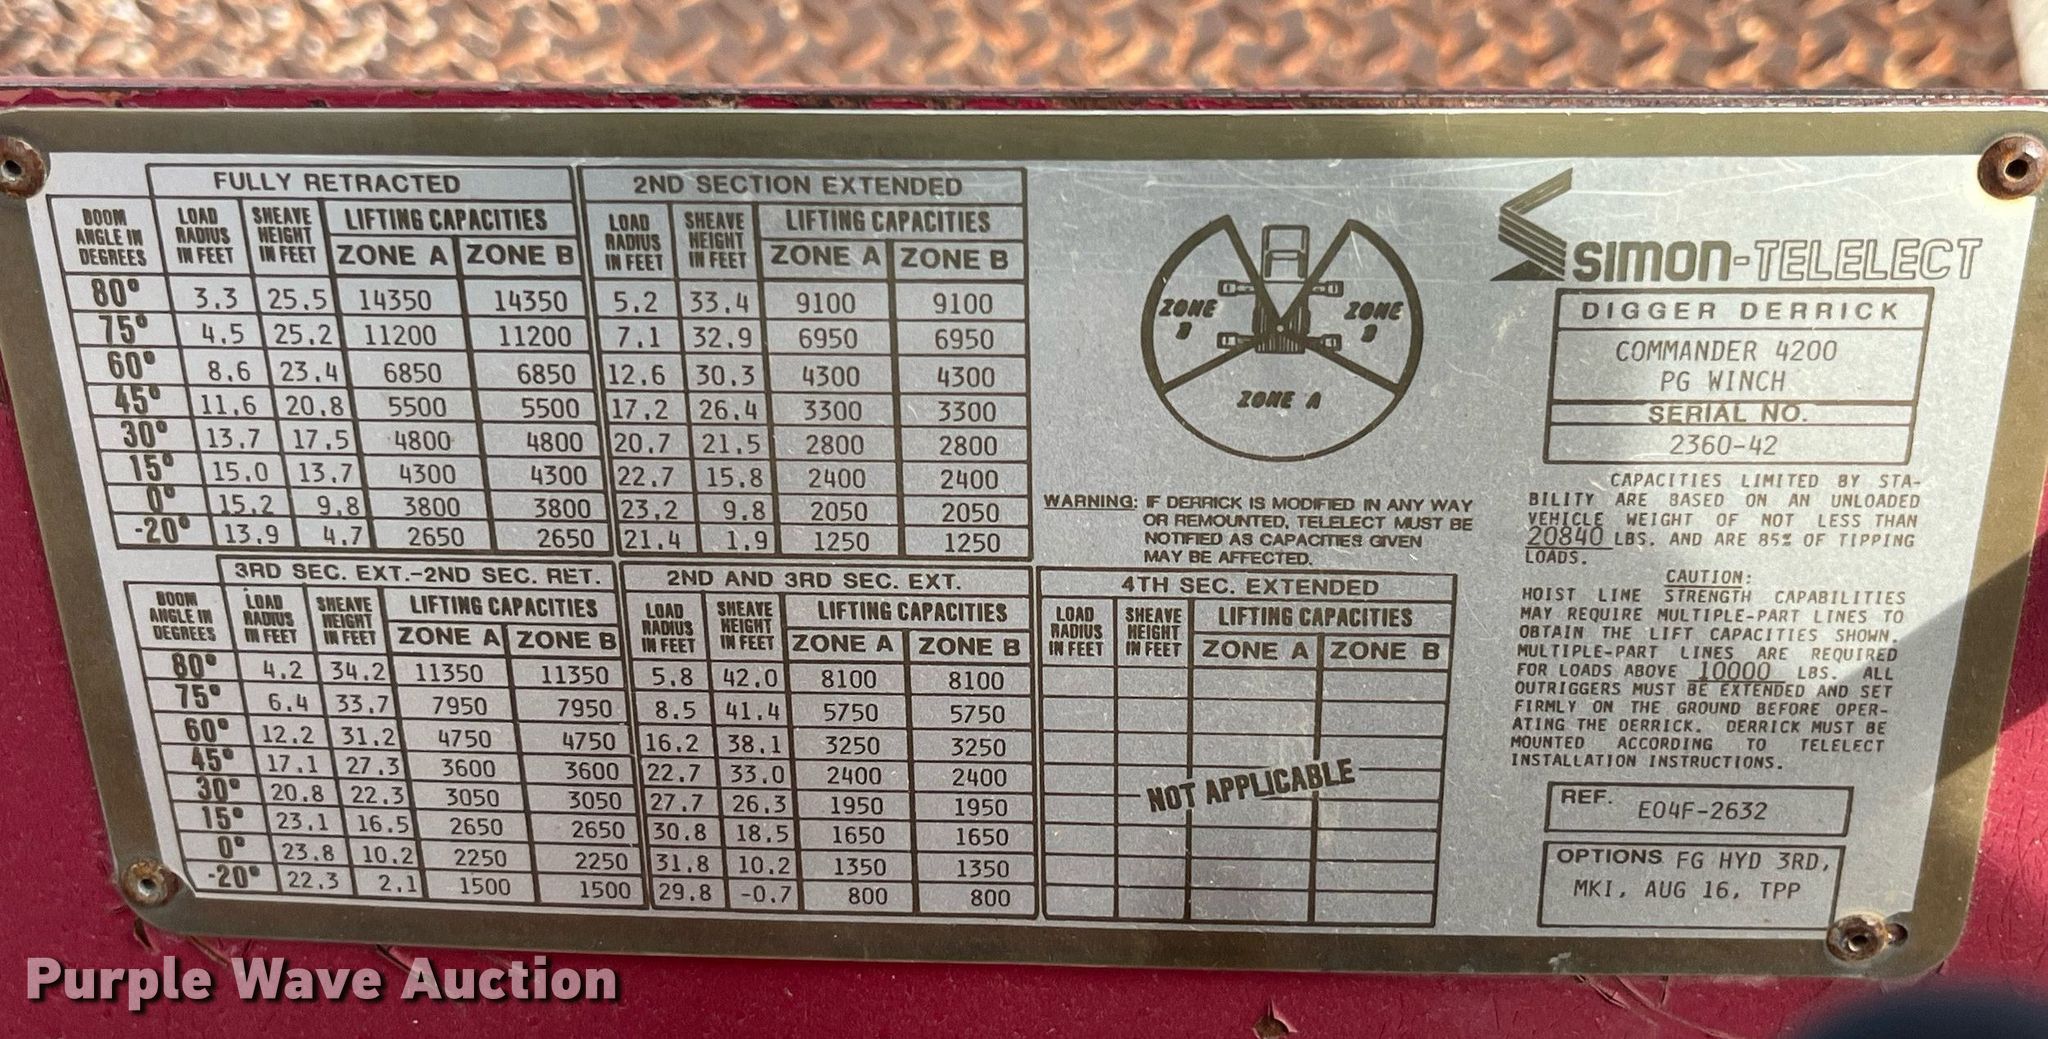 FULLY RETRACTED
2ND SECTION EXTENDED
BOOM ANGLE IN DEGREES LOAD RADIUS IN FEET SHEAVE HEIGHT IN FEET LIFTING CAPACITIES ZONE A ZONE B LOAD RADIUS IN FEET SHEAVE HEIGHT IN FEET LIFTING CAPACITIES ZONE A ZONE B
80° 3.3 25.5 14350 14350 5.2 33.4 9100 9100
75° 4.5 25.2 11200 11200 7.1 32.9 6950 6950
60° 8.6 23.4 6850 6850 12.6 30.3 4300 4300
45° 11.6 20.8 5500 5500 17.2 26.4 3300 3300
30° 13.7 17.5 4800 4800 20.7 21.5 2800 2800
15° 15.0 13.7 4300 4300 22.7 15.8 2400 2400
0° 15.2 9.8 3800 3800 23.2 9.8 2050 2050
-20° 13.9 4.7 2650 2650 21.4 1.9 1250 1250
3RD SEC. EXT.-2ND SEC. RET.
2ND AND 3RD SEC. EXT.
4TH SEC. EXTENDED
BOOM ANGLE IN DEGREES LOAD RADIUS IN FEET SHEAVE HEIGHT IN FEET LIFTING CAPACITIES ZONE A ZONE B LOAD RADIUS IN FEET SHEAVE HEIGHT IN FEET LIFTING CAPACITIES ZONE A ZONE B LOAD RADIUS IN FEET SHEAVE HEIGHT IN FEET LIFTING CAPACITIES ZONE A ZONE B
80° 4.2 34.2 11350 11350 5.8 42.0 8100 8100
75° 6.4 33.7 7950 7950 8.5 41.4 5750 5750
60° 12.2 31.2 4750 4750 16.2 38.1 3250 3250
45° 17.1 27.3 3600 3600 22.7 33.0 2400 2400
30° 20.8 22.3 3050 3050 27.7 26.3 1950 1950
15° 23.1 16.5 2650 2650 30.8 18.5 1650 1650
0° 23.8 10.2 2250 2250 31.8 10.2 1350 1350
-20° 22.3 2.1 1500 1500 29.8 -0.7 800 800
NOT APPLICABLE
ZONE B
ZONE B
ZONE A
WARNING: IF DERRICK IS MODIFIED IN ANY WAY
OR REMOUNTED, TELELECT MUST BE
NOTIFIED AS CAPACITIES GIVEN
MAY BE AFFECTED.
SIMON-TELELECT
DIGGER DERRICK
COMMANDER 4200
PG WINCH
SERIAL NO.
2360-42
CAPACITIES LIMITED BY STA-
BILITY ARE BASED ON AN UNLOADED
VEHICLE WEIGHT OF NOT LESS THAN
20840 LBS. AND ARE 85% OF TIPPING
LOADS.
CAUTION:
HOIST LINE STRENGTH CAPABILITIES
MAY REQUIRE MULTIPLE-PART LINES TO
OBTAIN THE LIFT CAPACITIES SHOWN.
MULTIPLE-PART LINES ARE REQUIRED
FOR LOADS ABOVE 10000 LBS. ALL
OUTRIGGERS MUST BE EXTENDED AND SET
FIRMLY ON THE GROUND BEFORE OPER-
ATING THE DERRICK. DERRICK MUST BE
MOUNTED ACCORDING TO TELELECT
INSTALLATION INSTRUCTIONS.
REF. E04F-2632
OPTIONS FG HYD 3RD,
MKI, AUG 16, TPP
Purple Wave Auction